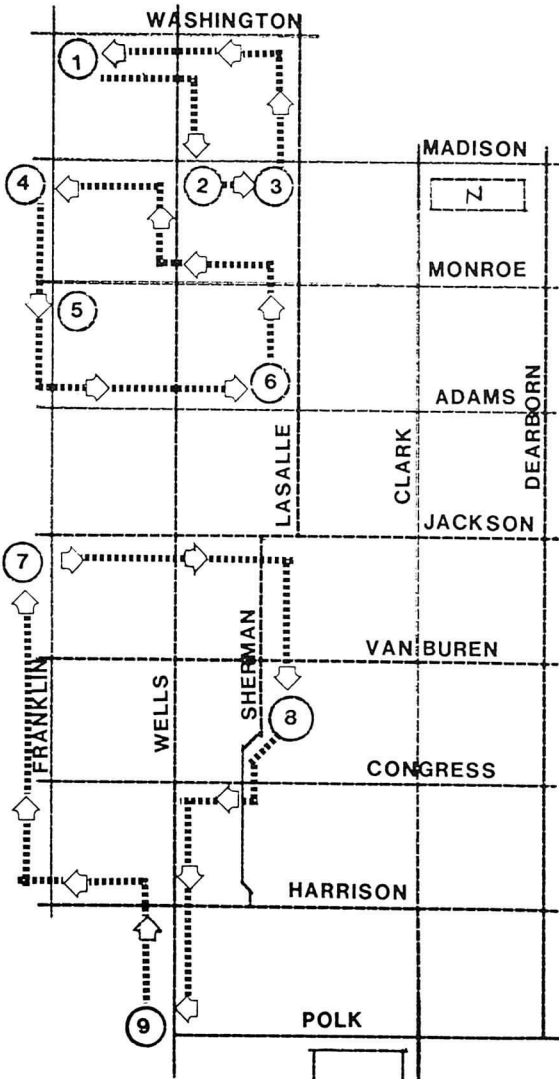 WASHINGTON
1
MADISON
4
2
3
N
MONROE
5
6
ADAMS
LASALLE
CLARK
DEARBORN
JACKSON
7
SHERMAN
VAN BUREN
FRANKLIN
WELLS
8
CONGRESS
HARRISON
9
POLK